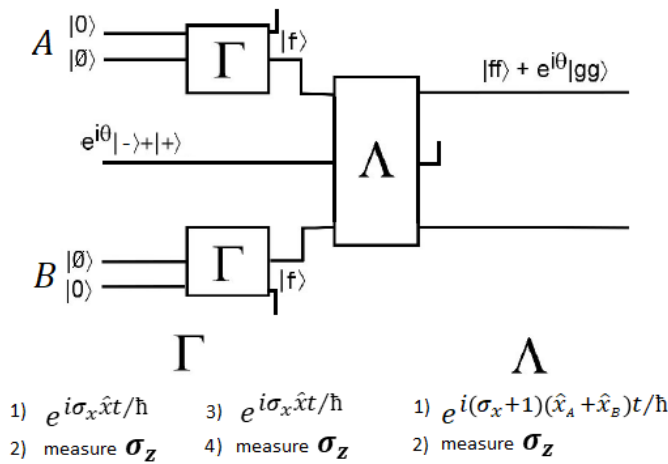 A |0⟩
|Ø⟩
Γ
|f⟩
|ff⟩ + e^{iθ}|gg⟩
e^{iθ}|-⟩+|+⟩
Λ
B |Ø⟩
|0⟩
Γ
|f⟩
Γ
Λ
1) e^{iσ_x x̂t/ħ}
3) e^{iσ_x x̂t/ħ}
1) e^{i(σ_x+1)(x̂_A+x̂_B)t/ħ}
2) measure σ_z
4) measure σ_z
2) measure σ_z